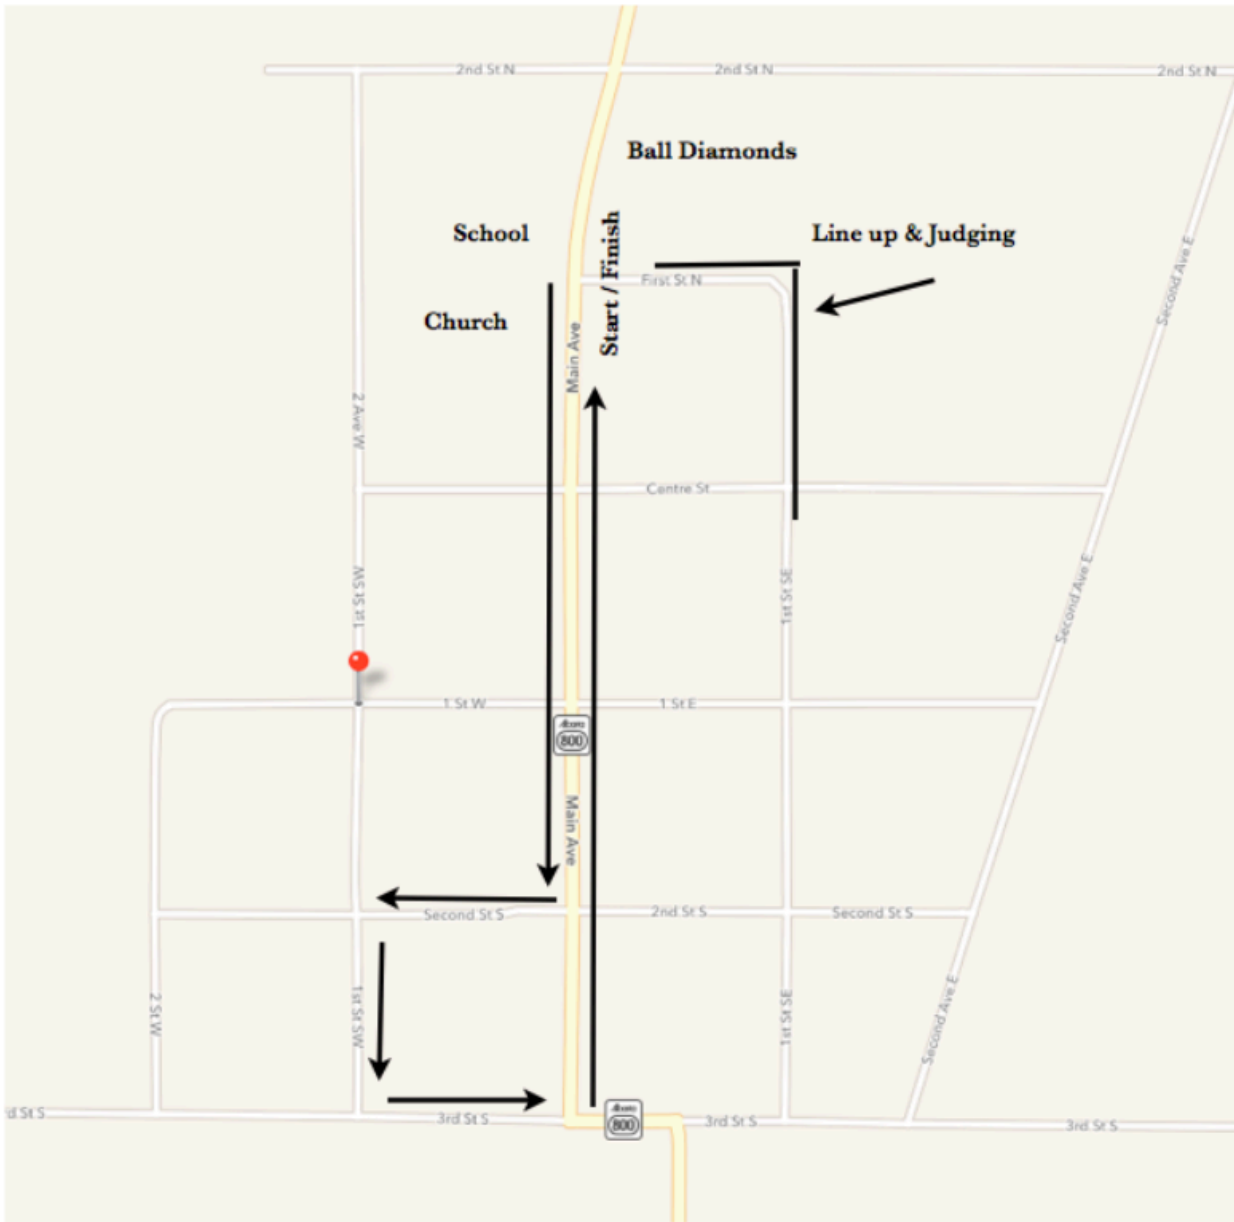 2nd St N
2nd St N
2nd St N
Ball Diamonds
School
Start / Finish
Line up & Judging
First St N
Second Ave E
Church
Main Ave
2 Ave W
Centre St
1st St SW
1st St SE
Second Ave E
1 St W
1 St E
Alberta
800
Main Ave
Second St S
2nd St S
Second St S
2 St W
1st St SW
1st St SE
Second Ave E
d St S
3rd St S
Alberta
800
3rd St S
3rd St S